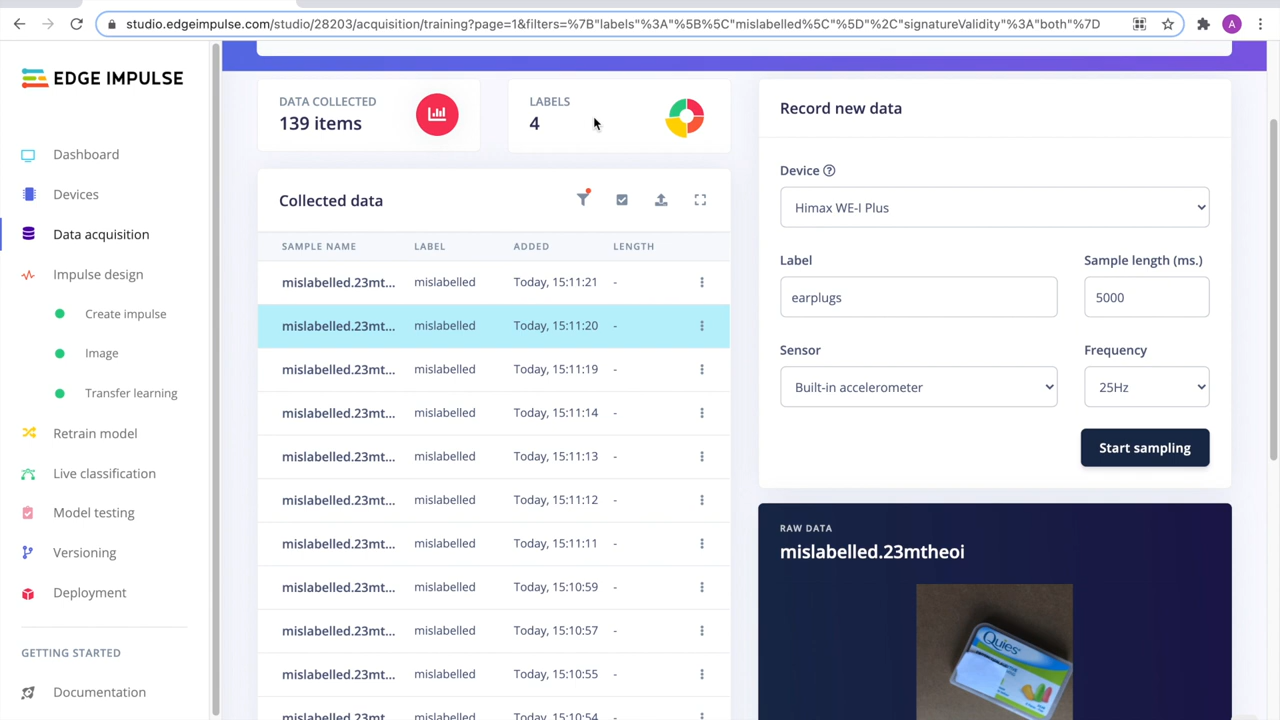 studio.edgeimpulse.com/studio/28203/acquisition/training?page=1&filters=%7B"labels"%3A"%5B%5C"mislabelled%5C"%5D"%2C"signatureValidity"%3A"both"%7D
A
EDGE IMPULSE
Dashboard
Devices
Data acquisition
Impulse design
Create impulse
Image
Transfer learning
Retrain model
Live classification
Model testing
Versioning
Deployment
GETTING STARTED
Documentation
DATA COLLECTED
139 items
LABELS
4
Collected data
SAMPLE NAME LABEL ADDED LENGTH
mislabelled.23mt... mislabelled Today, 15:11:21 -
mislabelled.23mt... mislabelled Today, 15:11:20 -
mislabelled.23mt... mislabelled Today, 15:11:19 -
mislabelled.23mt... mislabelled Today, 15:11:14 -
mislabelled.23mt... mislabelled Today, 15:11:13 -
mislabelled.23mt... mislabelled Today, 15:11:12 -
mislabelled.23mt... mislabelled Today, 15:11:11 -
mislabelled.23mt... mislabelled Today, 15:10:59 -
mislabelled.23mt... mislabelled Today, 15:10:57 -
mislabelled.23mt... mislabelled Today, 15:10:55 -
mislabelled.23mt... mislabelled Today, 15:10:54 -
Record new data
Device ?
Himax WE-I Plus
Label Sample length (ms.)
earplugs 5000
Sensor Frequency
Built-in accelerometer 25Hz
Start sampling
RAW DATA
mislabelled.23mtheoi
Quies